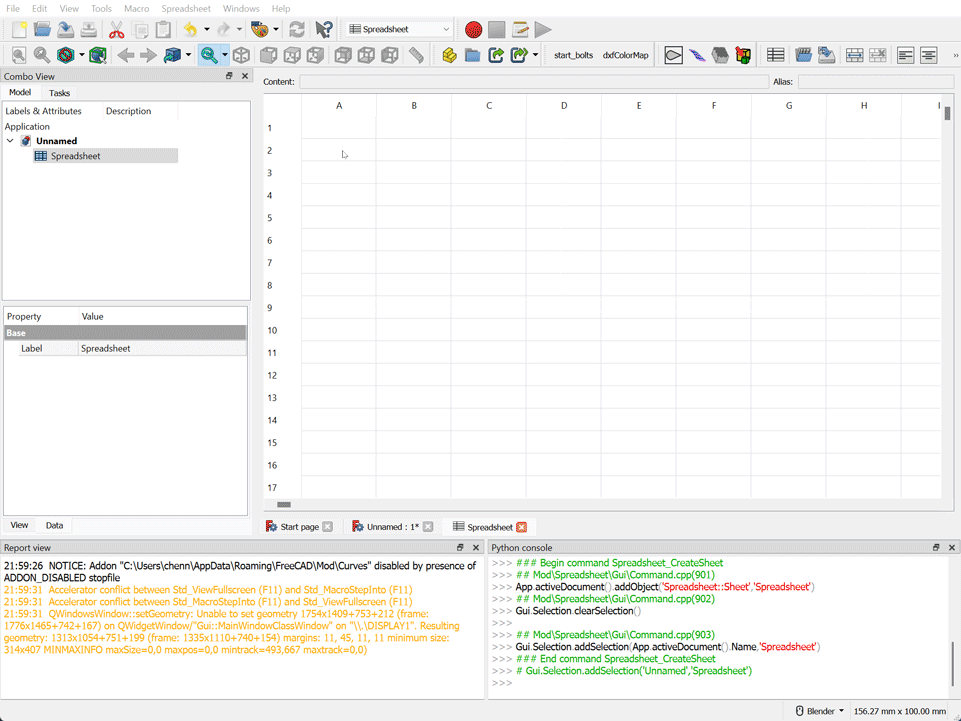 File Edit View Tools Macro Spreadsheet Windows Help
Spreadsheet
start_bolts dxfColorMap
Combo View
Content: Alias:
Model Tasks
Labels & Attributes Description
Application
Unnamed
Spreadsheet
A B C D E F G H I
1
2
3
4
5
6
7
8
9
10
11
12
13
14
15
16
17
Property Value
Base
Label Spreadsheet
View Data
Start page Unnamed : 1* Spreadsheet
Report view
21:59:26 NOTICE: Addon "C:\Users\chenn\AppData\Roaming\FreeCAD\Mod\Curves" disabled by presence of
ADDON_DISABLED stopfile
21:59:31 Accelerator conflict between Std_ViewFullscreen (F11) and Std_MacroStepInto (F11)
21:59:31 Accelerator conflict between Std_MacroStepInto (F11) and Std_ViewFullscreen (F11)
21:59:31 QWindowsWindow::setGeometry: Unable to set geometry 1754x1409+753+212 (frame:
1776x1465+742+167) on QWidgetWindow/"Gui::MainWindowClassWindow" on "\\.\DISPLAY1". Resulting
geometry: 1313x1054+751+199 (frame: 1335x1110+740+154) margins: 11, 45, 11, 11 minimum size:
314x407 MINMAXINFO maxSize=0,0 maxpos=0,0 mintrack=493,667 maxtrack=0,0)
Python console
>>> ### Begin command Spreadsheet_CreateSheet
>>> ## Mod\Spreadsheet\Gui\Command.cpp(901)
>>> App.activeDocument().addObject('Spreadsheet::Sheet','Spreadsheet')
>>> ## Mod\Spreadsheet\Gui\Command.cpp(902)
>>> Gui.Selection.clearSelection()
>>>
>>> ## Mod\Spreadsheet\Gui\Command.cpp(903)
>>> Gui.Selection.addSelection(App.activeDocument().Name,'Spreadsheet')
>>> ### End command Spreadsheet_CreateSheet
>>> # Gui.Selection.addSelection('Unnamed','Spreadsheet')
>>>
Blender 156.27 mm x 100.00 mm